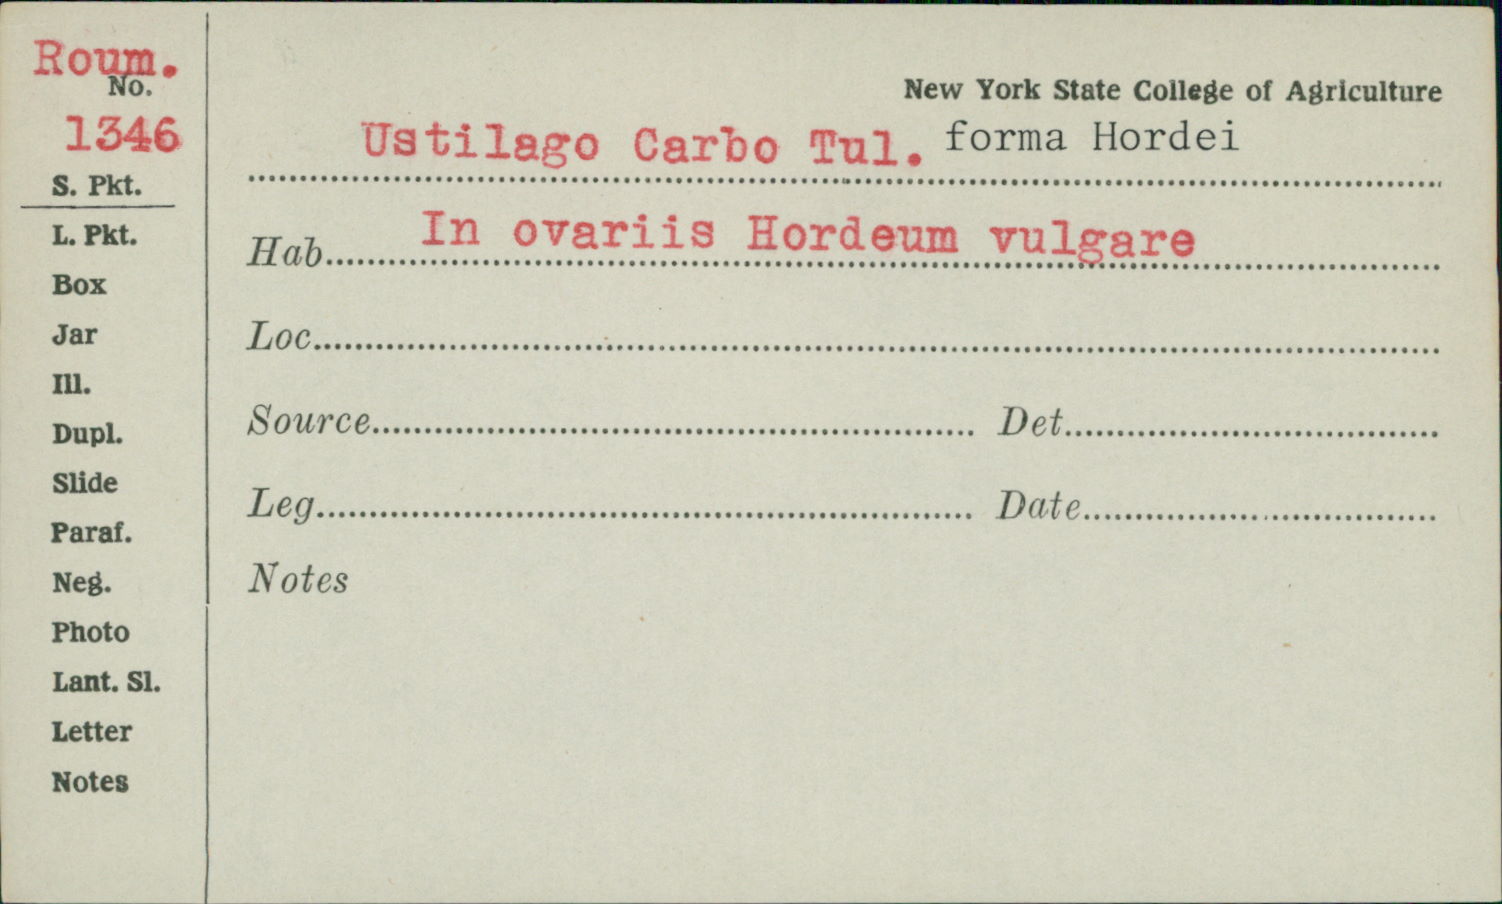 Roum.
No.
1346
S. Pkt.
L. Pkt.
Box
Jar
Ill.
Dupl.
Slide
Paraf.
Neg.
Photo
Lant. Sl.
Letter
Notes
New York State College of Agriculture
Ustilago Carbo Tul. forma Hordei
Hab. In ovariis Hordeum vulgare
Loc.
Source Det.
Leg. Date
Notes